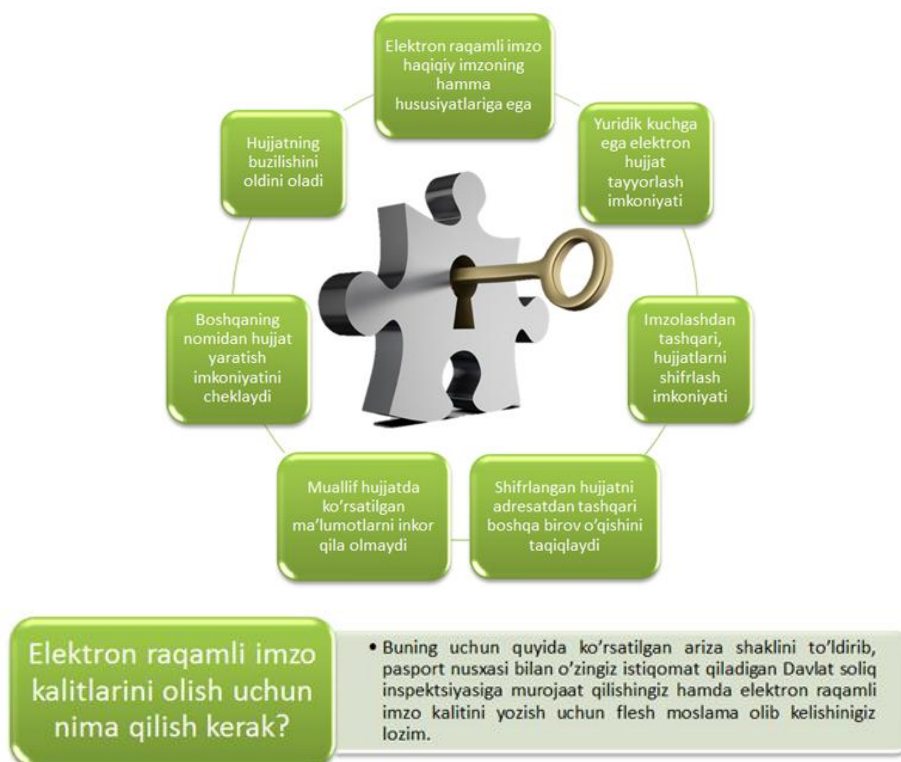 Elektron raqamli imzo
haqiqiy imzoning
hamma
hususiyatlariga ega
Yuridik kuchga
ega elektron
hujjat
tayyorlash
imkoniyati
Imzolashdan
tashqari,
hujjatlarni
shifrlash
imkoniyati
Shifrlangan hujjatni
adresatdan tashqari
boshqa birov o'qishini
taqiqlaydi
Muallif hujjatda
ko'rsatilgan
ma'lumotlarni inkor
qila olmaydi
Boshqaning
nomidan hujjat
yaratish
imkoniyatini
cheklaydi
Hujjatning
buzilishini
oldini oladi
Elektron raqamli imzo
kalitlarini olish uchun
nima qilish kerak?
• Buning uchun quyida ko'rsatilgan ariza shaklini to'ldirib,
pasport nusxasi bilan o'zingiz istiqomat qiladigan Davlat soliq
inspektsiyasiga murojaat qilishingiz hamda elektron raqamli
imzo kalitini yozish uchun flesh moslama olib kelishinigiz
lozim.